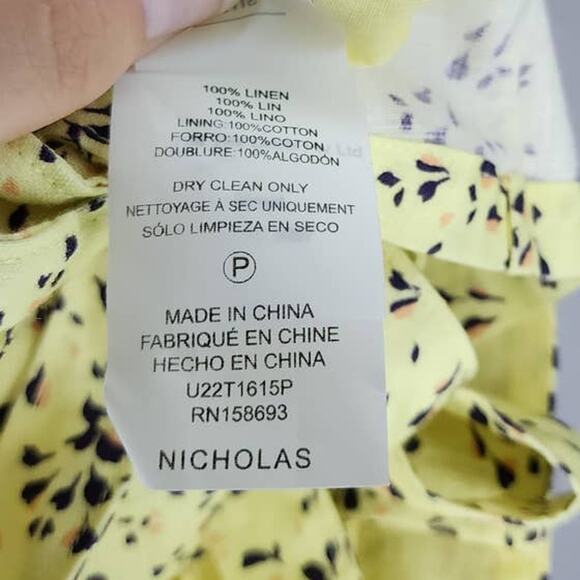 100% LINEN
100% LIN
100% LINO
LINING:100%COTTON
FORRO:100%COTON
DOUBLURE:100%ALGODÓN
DRY CLEAN ONLY
NETTOYAGE À SEC UNIQUEMENT
SÓLO LIMPIEZA EN SECO
P
MADE IN CHINA
FABRIQUÉ EN CHINE
HECHO EN CHINA
U22T1615P
RN158693
NICHOLAS